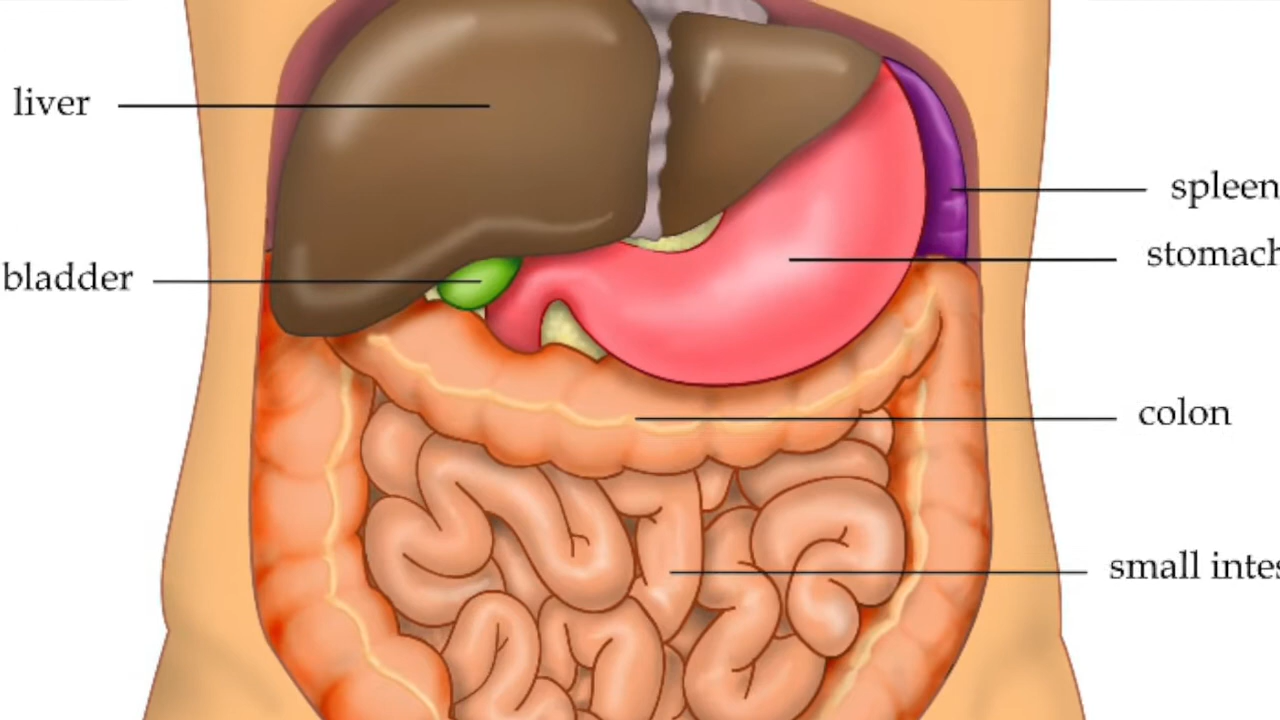 liver
spleen
stomach
bladder
colon
small intes